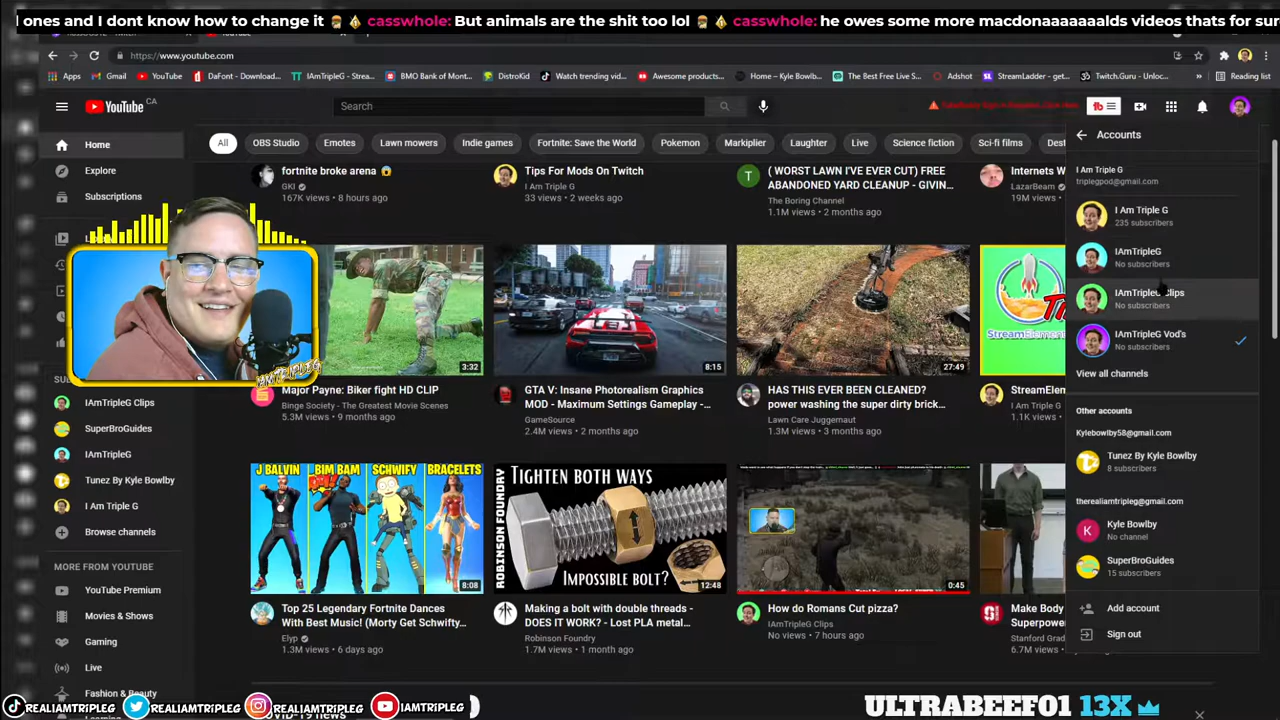 ones and I dont know how to change it casswhole: But animals are the shit too lol casswhole: he owes some more macdonaaaaaalds videos thats for sur
https://www.youtube.com
Apps Gmail YouTube DaFont - Download... IAmTripleG - Strea... BMO Bank of Mont... DistroKid Watch trending vid... Awesome products... Home – Kyle Bowlb... The Best Free Live S... Adshot StreamLadder - get... Twitch.Guru - Unloc... » Reading list
YouTube CA
Search
Accounts
Home
Explore
Subscriptions
All OBS Studio Emotes Lawn mowers Indie games Fortnite: Save the World Pokemon Markiplier Laughter Live Science fiction Sci-fi films Dest
fortnite broke arena
GKI
167K views • 8 hours ago
Tips For Mods On Twitch
I Am Triple G
33 views • 2 weeks ago
( WORST LAWN I'VE EVER CUT) FREE
ABANDONED YARD CLEANUP - GIVIN...
The Boring Channel
1.1M views • 2 months ago
Internets W
LazarBeam
19M views
I Am Triple G
triplegpod@gmail.com
I Am Triple G
235 subscribers
IAmTripleG
No subscribers
IAmTripleG Clips
No subscribers
IAmTripleG Vod's
No subscribers
View all channels
Other accounts
Kylebowlby58@gmail.com
Tunez By Kyle Bowlby
8 subscribers
therealiamtripleg@gmail.com
Kyle Bowlby
No channel
SuperBroGuides
15 subscribers
Add account
Sign out
IAMTRIPLEG
3:32
Major Payne: Biker fight HD CLIP
Binge Society - The Greatest Movie Scenes
5.3M views • 9 months ago
8:15
GTA V: Insane Photorealism Graphics
MOD - Maximum Settings Gameplay -...
GameSource
2.4M views • 2 months ago
27:49
HAS THIS EVER BEEN CLEANED?
power washing the super dirty brick...
Lawn Care Juggernaut
1.3M views • 3 months ago
StreamElem
StreamElem
I Am Triple G
1.1K views
IAmTripleG Clips
SuperBroGuides
IAmTripleG
Tunez By Kyle Bowlby
I Am Triple G
Browse channels
MORE FROM YOUTUBE
YouTube Premium
Movies & Shows
Gaming
Live
Fashion & Beauty
J BALVIN BIM BAM SCHWIFTY BRACELETS
8:08
Top 25 Legendary Fortnite Dances
With Best Music! (Morty Get Schwifty...
Elyp
1.3M views • 6 days ago
ROBINSON FOUNDRY
TIGHTEN BOTH WAYS
IMPOSSIBLE BOLT?
12:48
Making a bolt with double threads -
DOES IT WORK? - Lost PLA metal...
Robinson Foundry
1.7M views • 1 month ago
0:45
How do Romans Cut pizza?
IAmTripleG Clips
No views • 7 hours ago
Make Body
Superpower
Stanford Grad
6.7M views
REALIAMTRIPLEG REALIAMTRIPLEG REALIAMTRIPLEG IAMTRIPLEG
ULTRABEEF01 13X